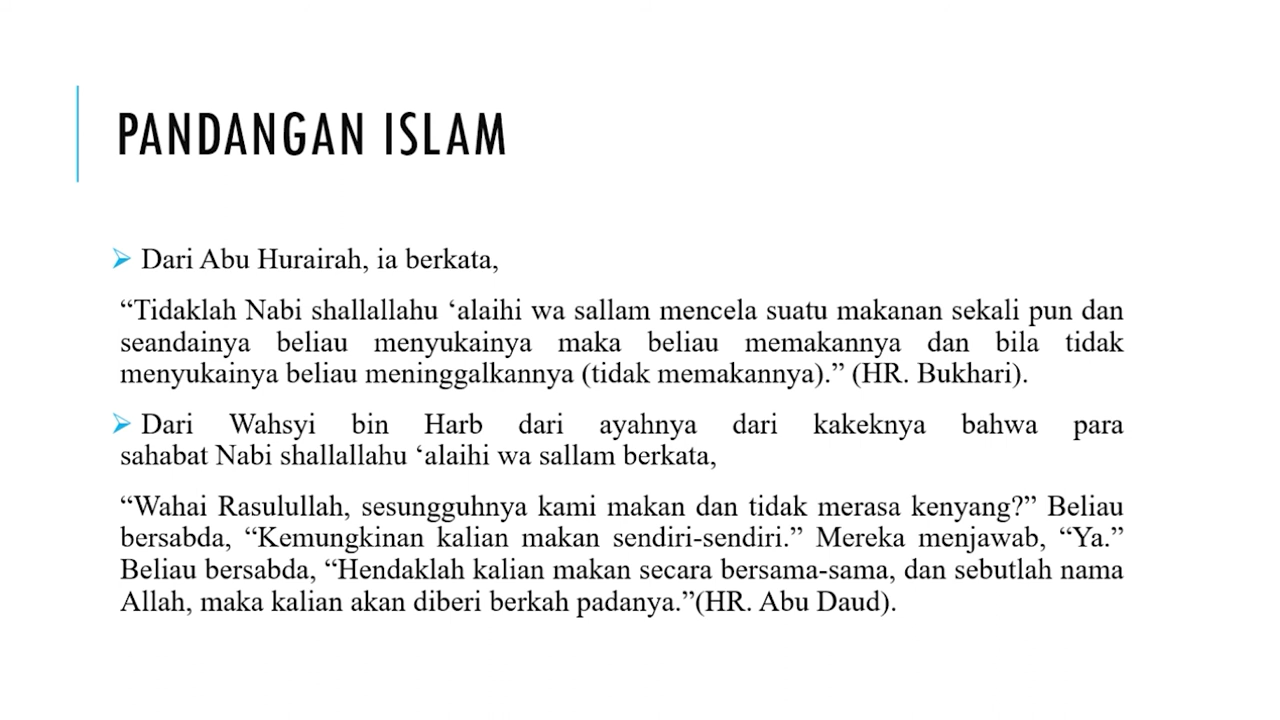 PANDANGAN ISLAM
➢ Dari Abu Hurairah, ia berkata,
“Tidaklah Nabi shallallahu ‘alaihi wa sallam mencela suatu makanan sekali pun dan
seandainya beliau menyukainya maka beliau memakannya dan bila tidak
menyukainya beliau meninggalkannya (tidak memakannya).” (HR. Bukhari).
➢ Dari Wahsyi bin Harb dari ayahnya dari kakeknya bahwa para
sahabat Nabi shallallahu ‘alaihi wa sallam berkata,
“Wahai Rasulullah, sesungguhnya kami makan dan tidak merasa kenyang?” Beliau
bersabda, “Kemungkinan kalian makan sendiri-sendiri.” Mereka menjawab, “Ya.”
Beliau bersabda, “Hendaklah kalian makan secara bersama-sama, dan sebutlah nama
Allah, maka kalian akan diberi berkah padanya.”(HR. Abu Daud).